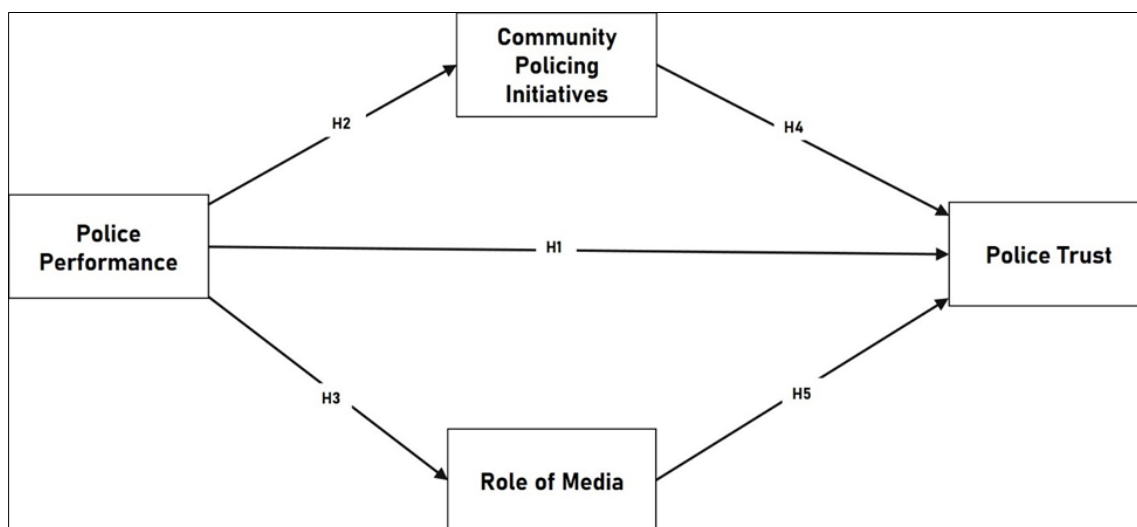 Community
Policing
Initiatives
H2
H4
Police
Performance
H1
Police Trust
H3
H5
Role of Media